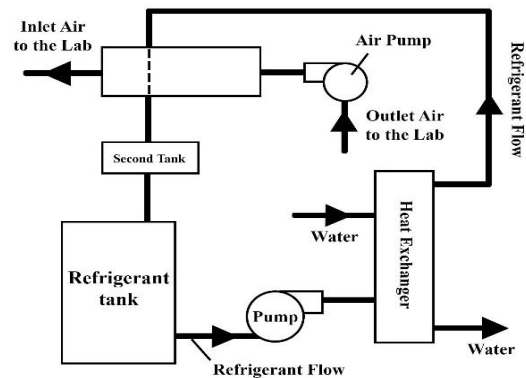 Inlet Air
to the Lab
Air Pump
Refrigerant Flow
Outlet Air
to the Lab
Second Tank
Heat Exchanger
Water
Refrigerant
tank
Pump
Water
Refrigerant Flow